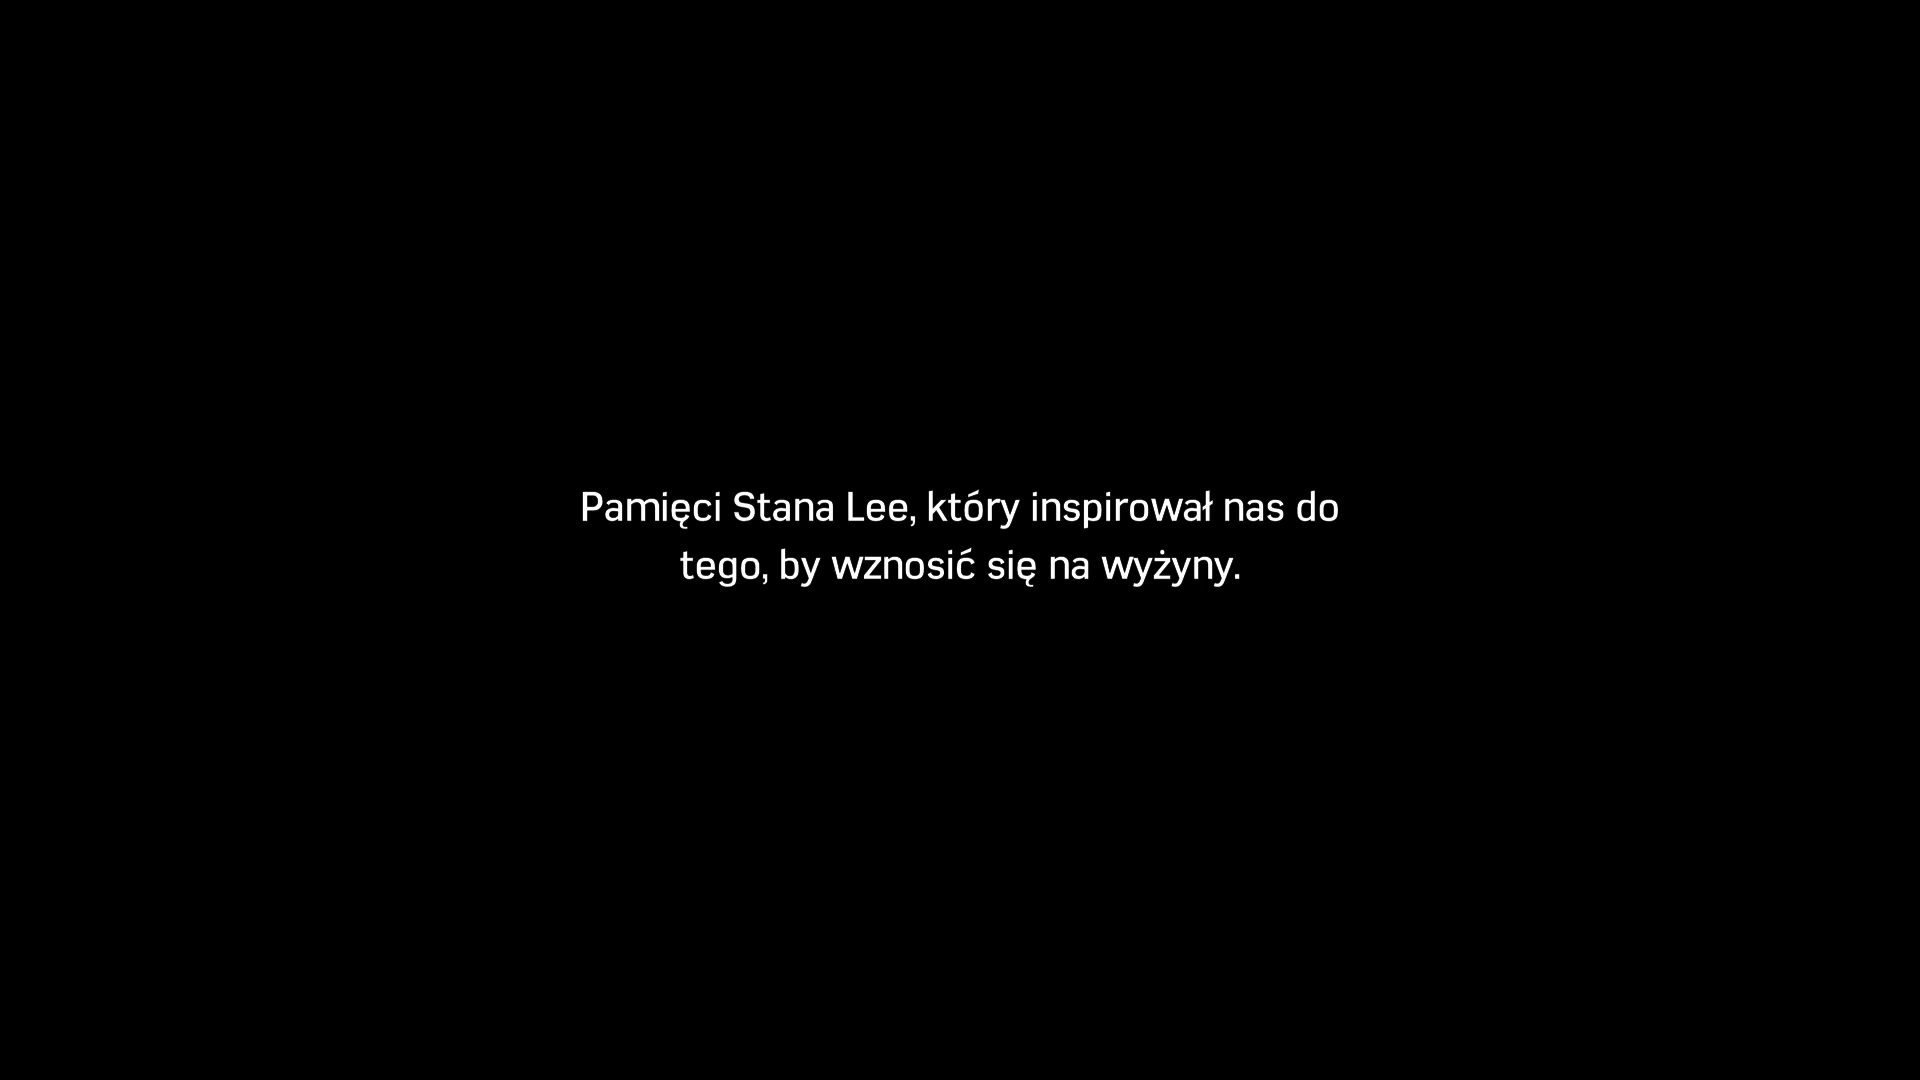 Pamięci Stana Lee, który inspirował nas do
tego, by wznosić się na wyżyny.